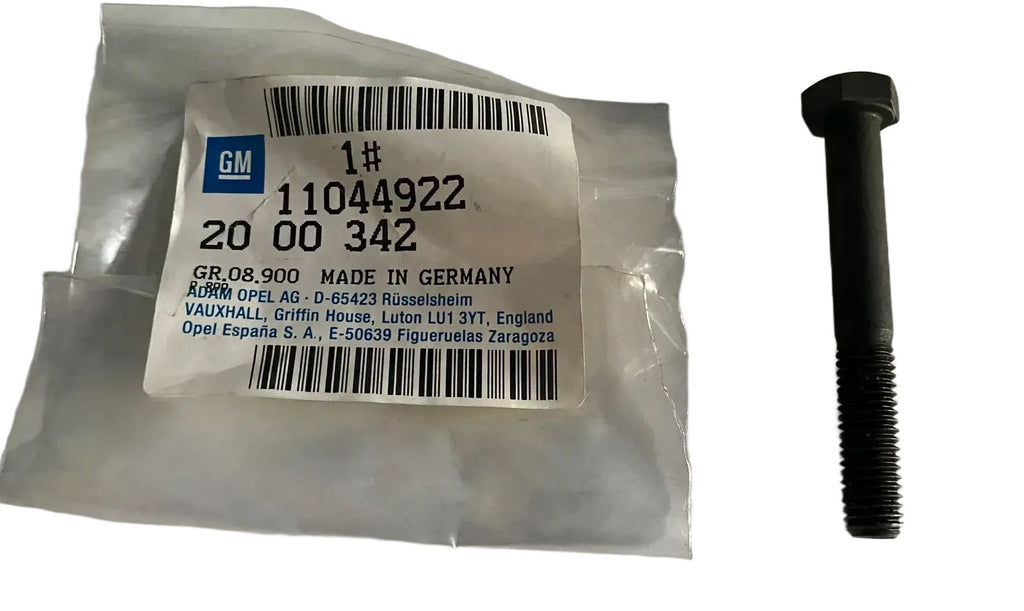 GM
1#
11044922
20 00 342
GR.08.900 MADE IN GERMANY
ADAM OPEL AG · D-65423 Rüsselsheim
VAUXHALL, Griffin House, Luton LU1 3YT, England
Opel España S. A., E-50639 Figueruelas Zaragoza